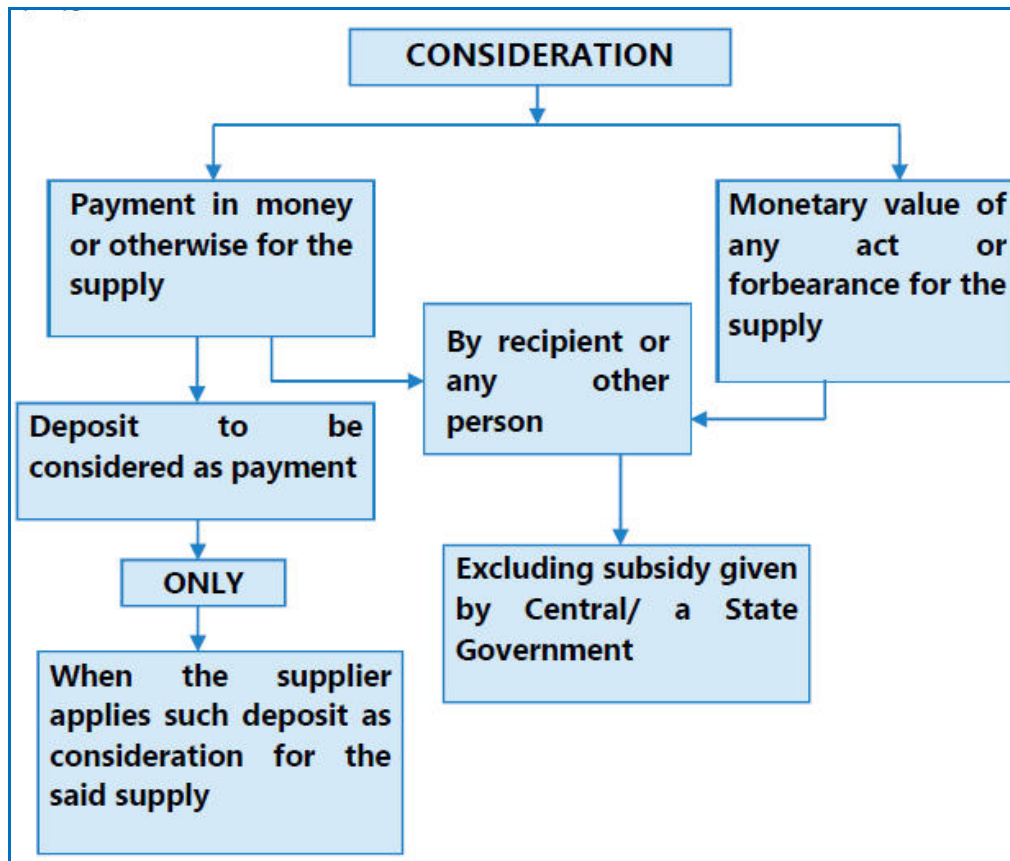 CONSIDERATION
Payment in money
or otherwise for the
supply
Monetary value of
any act or
forbearance for the
supply
By recipient or
any other
person
Deposit to be
considered as payment
ONLY
Excluding subsidy given
by Central/ a State
Government
When the supplier
applies such deposit as
consideration for the
said supply